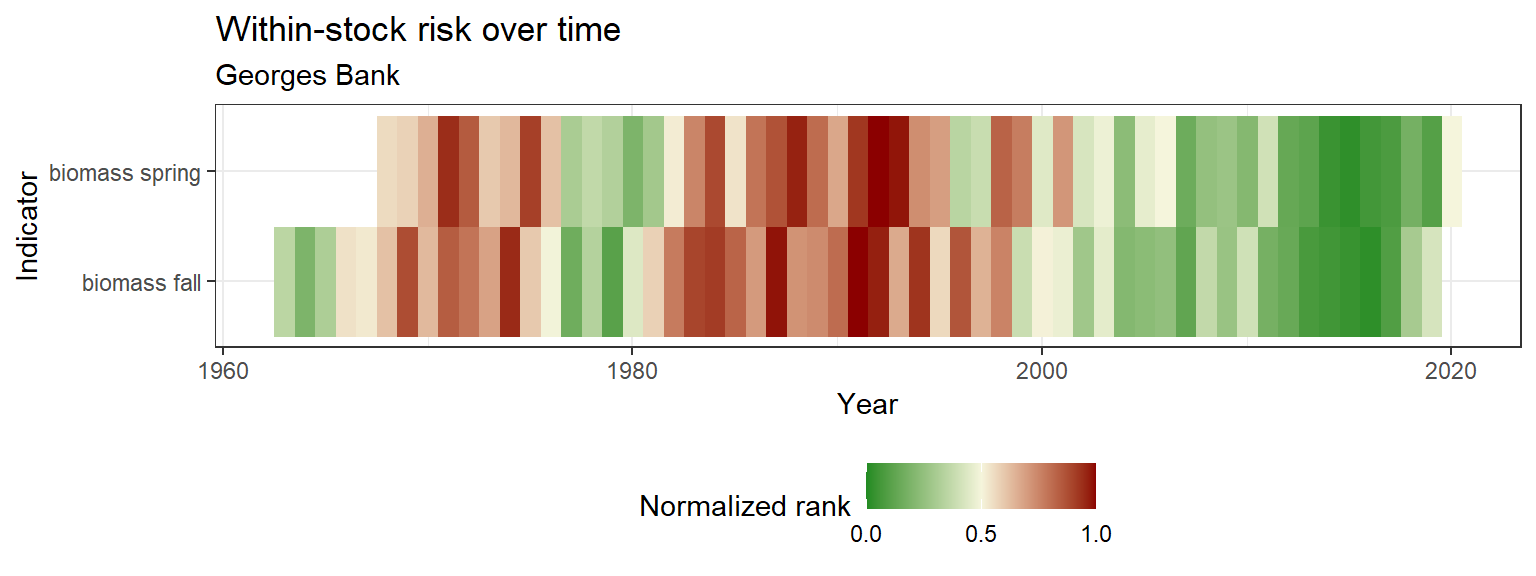 Within-stock risk over time
Georges Bank
Indicator
biomass spring
biomass fall
1960 1980 2000 2020
Year
Normalized rank
0.0 0.5 1.0